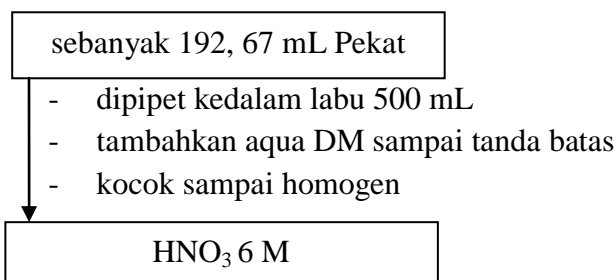 sebanyak 192, 67 mL Pekat
- dipipet kedalam labu 500 mL
- tambahkan aqua DM sampai tanda batas
- kocok sampai homogen
HNO₃ 6 M